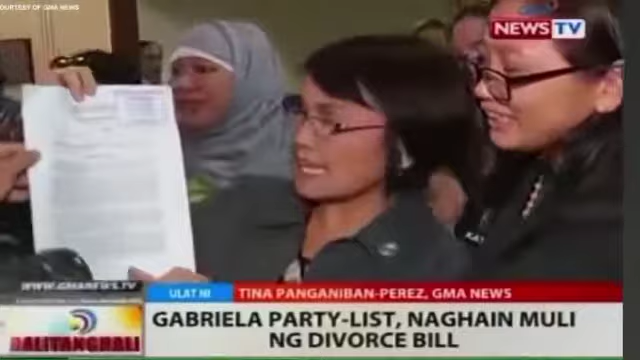 COURTESY OF GMA NEWS
NEWS TV
www.GMANEWS.TV
ULAT NI TINA PANGANIBAN-PEREZ, GMA NEWS
BALITANGHALI
GABRIELA PARTY-LIST, NAGHAIN MULI
NG DIVORCE BILL